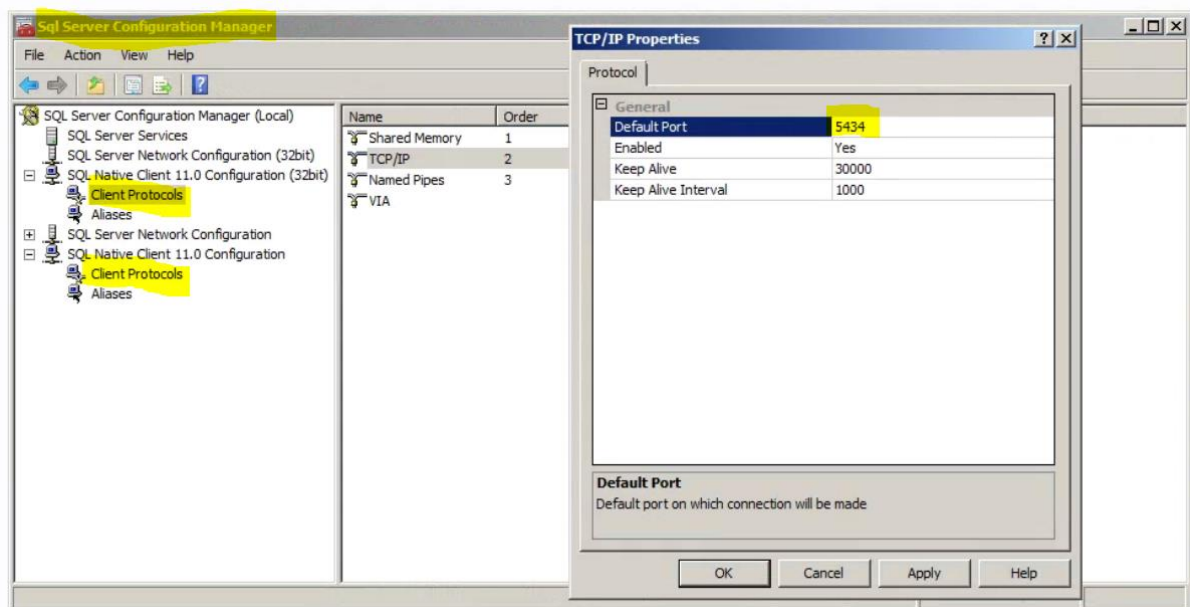 Sql Server Configuration Manager
File Action View Help
SQL Server Configuration Manager (Local)
SQL Server Services
SQL Server Network Configuration (32bit)
SQL Native Client 11.0 Configuration (32bit)
Client Protocols
Aliases
SQL Server Network Configuration
SQL Native Client 11.0 Configuration
Client Protocols
Aliases
Name Order
Shared Memory 1
TCP/IP 2
Named Pipes 3
VIA
TCP/IP Properties
Protocol
General
Default Port 5434
Enabled Yes
Keep Alive 30000
Keep Alive Interval 1000
Default Port
Default port on which connection will be made
OK Cancel Apply Help